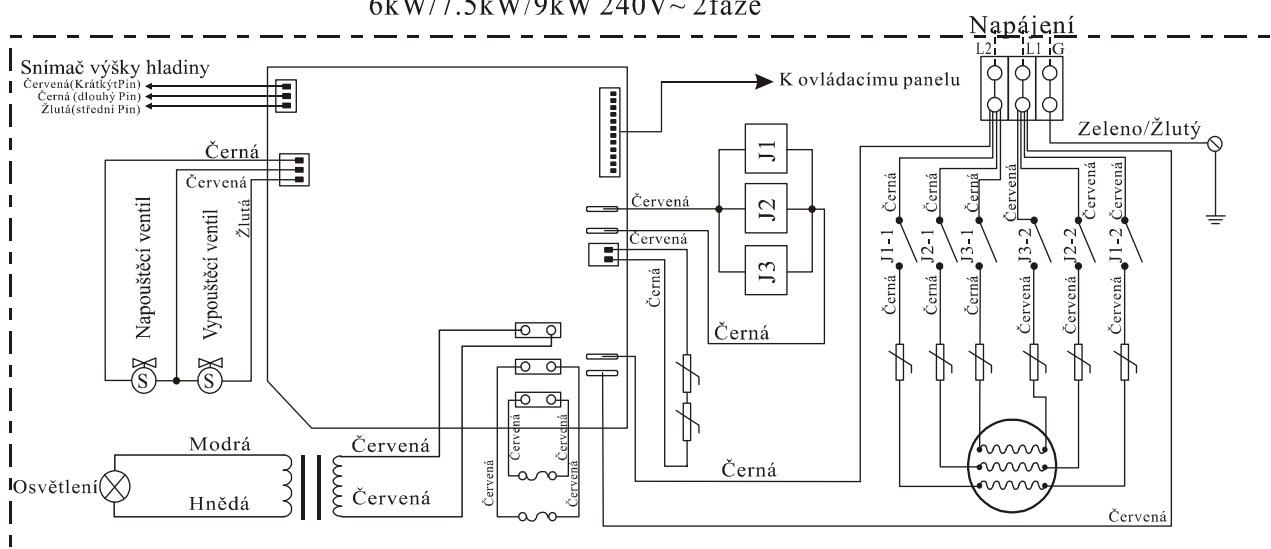 6kW/7.5kW/9kW 240V~ 2fáze
Napájení
L2 L1 G
Snímač výšky hladiny
Červená(KrátkýtPin)
Černá (dlouhý Pin)
Žlutá(střední Pin)
K ovládacímu panelu
Zeleno/Žlutý
Černá
Červená
Žlutá
Napouštěcí ventil
Vypouštěcí ventil
S
S
Červená
Červená
Černá
Černá
J1
J2
J3
Černá
Černá
Černá
Červená
Červená
Červená
J1-1
J2-1
J3-1
J3-2
J2-2
J1-2
Černá
Černá
Černá
Červená
Červená
Červená
Modrá
Hnědá
Osvětlení
Červená
Červená
Červená
Červená
Červená
Červená
Černá
Červená